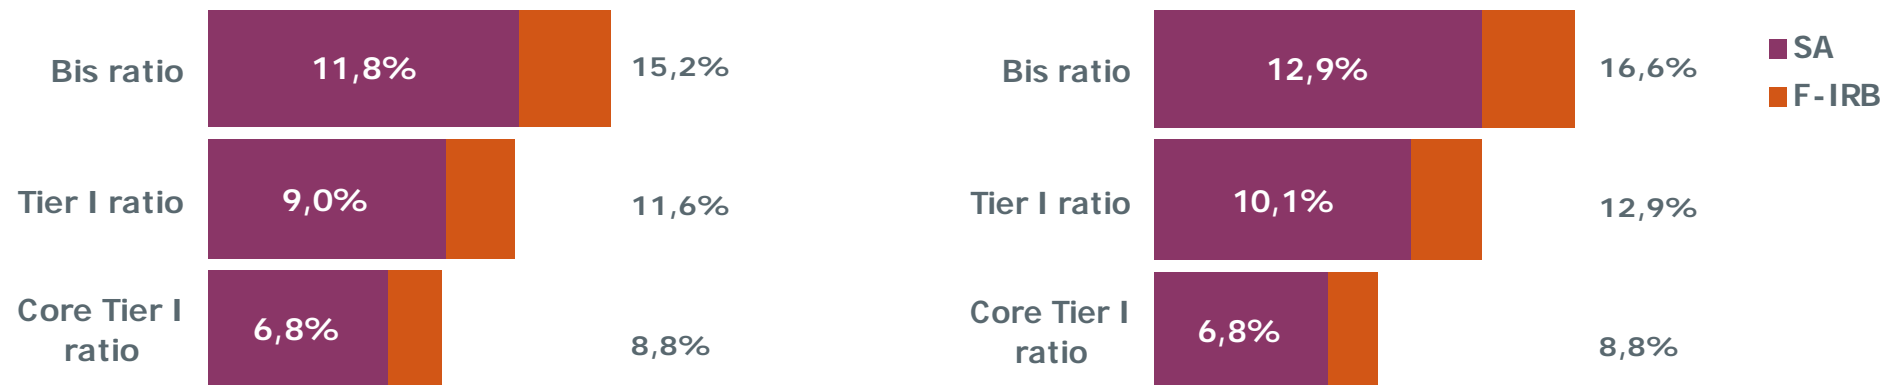 Bis ratio
11,8%
15,2%
Tier I ratio
9,0%
11,6%
Core Tier I
ratio
6,8%
8,8%
Bis ratio
12,9%
16,6%
Tier I ratio
10,1%
12,9%
Core Tier I
ratio
6,8%
8,8%
SA
F-IRB